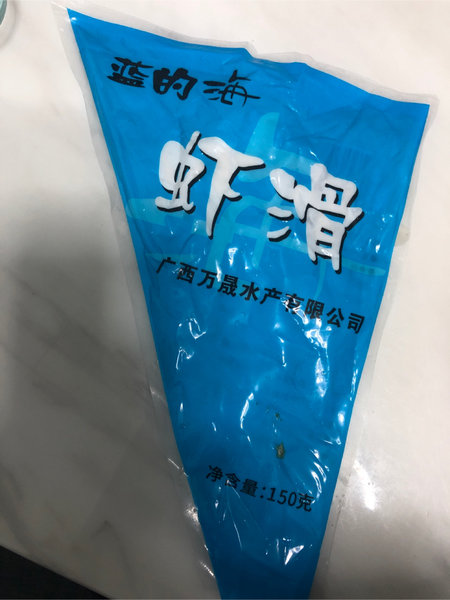 蓝的海
虾滑
广西万晟水产有限公司
净含量:150克